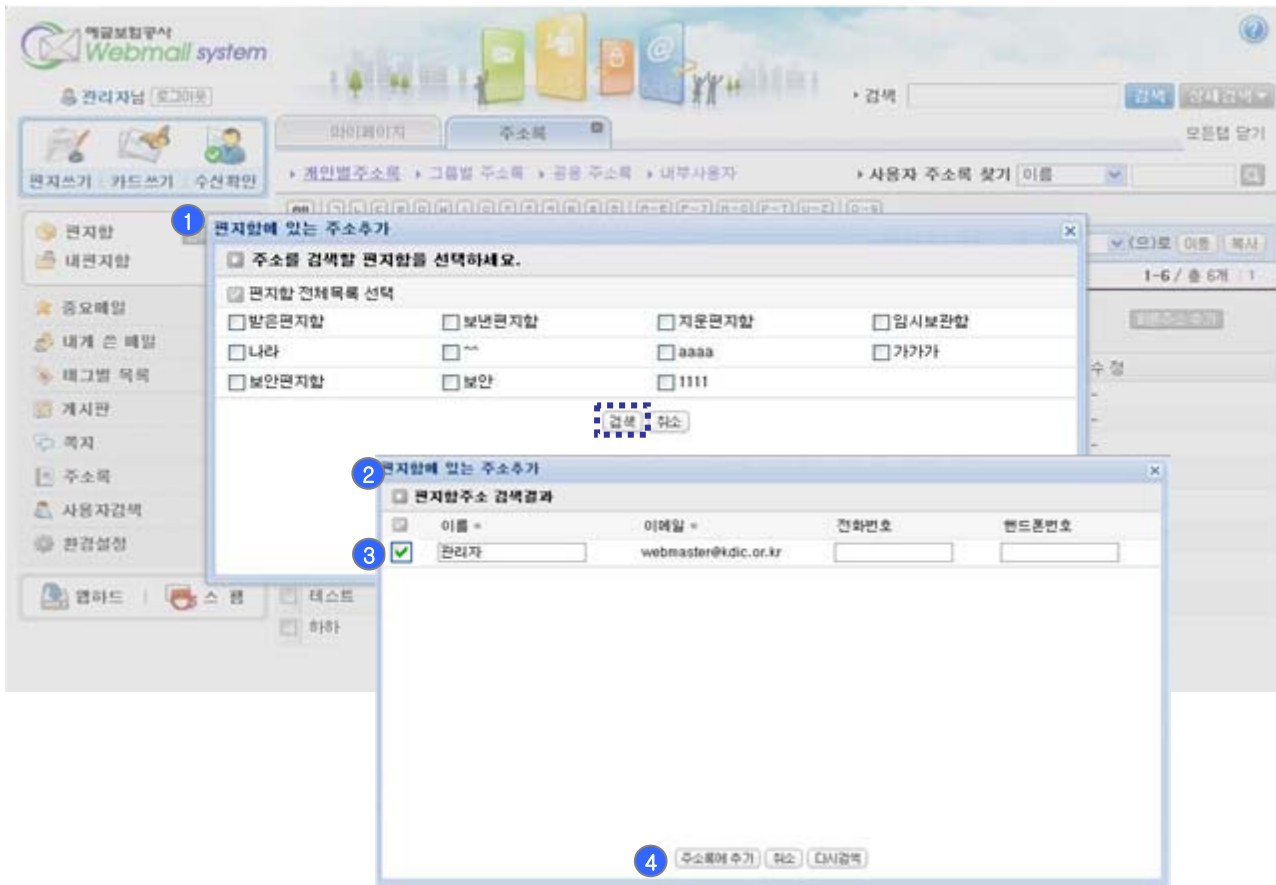 예금보험공사
Webmail system
관리자님 로그아웃
검색
검색 상세검색
마이페이지 주소록
모든탭 닫기
편지쓰기 카드쓰기 수신확인
개인별주소록 그룹별 주소록 공용 주소록 내부사용자
사용자 주소록 찾기 이름
편지함
내편지함
중요메일
내게 쓴 메일
태그별 목록
게시판
쪽지
주소록
사용자검색
환경설정
웹하드 스 팸
(으)로 이동 복사
1-6 / 총 6개 1
수 정
1
편지함에 있는 주소추가
주소를 검색할 편지함을 선택하세요.
편지함 전체목록 선택
받은편지함 보낸편지함 지운편지함 임시보관함
나라 ^^ aaaa 가가가
보안편지함 보안 1111
검색 취소
2
편지함에 있는 주소추가
편지함주소 검색결과
이름 이메일 전화번호 핸드폰번호
3
관리자 webmaster@kdic.or.kr
테스트
하하
4
주소록에 추가 취소 다시검색